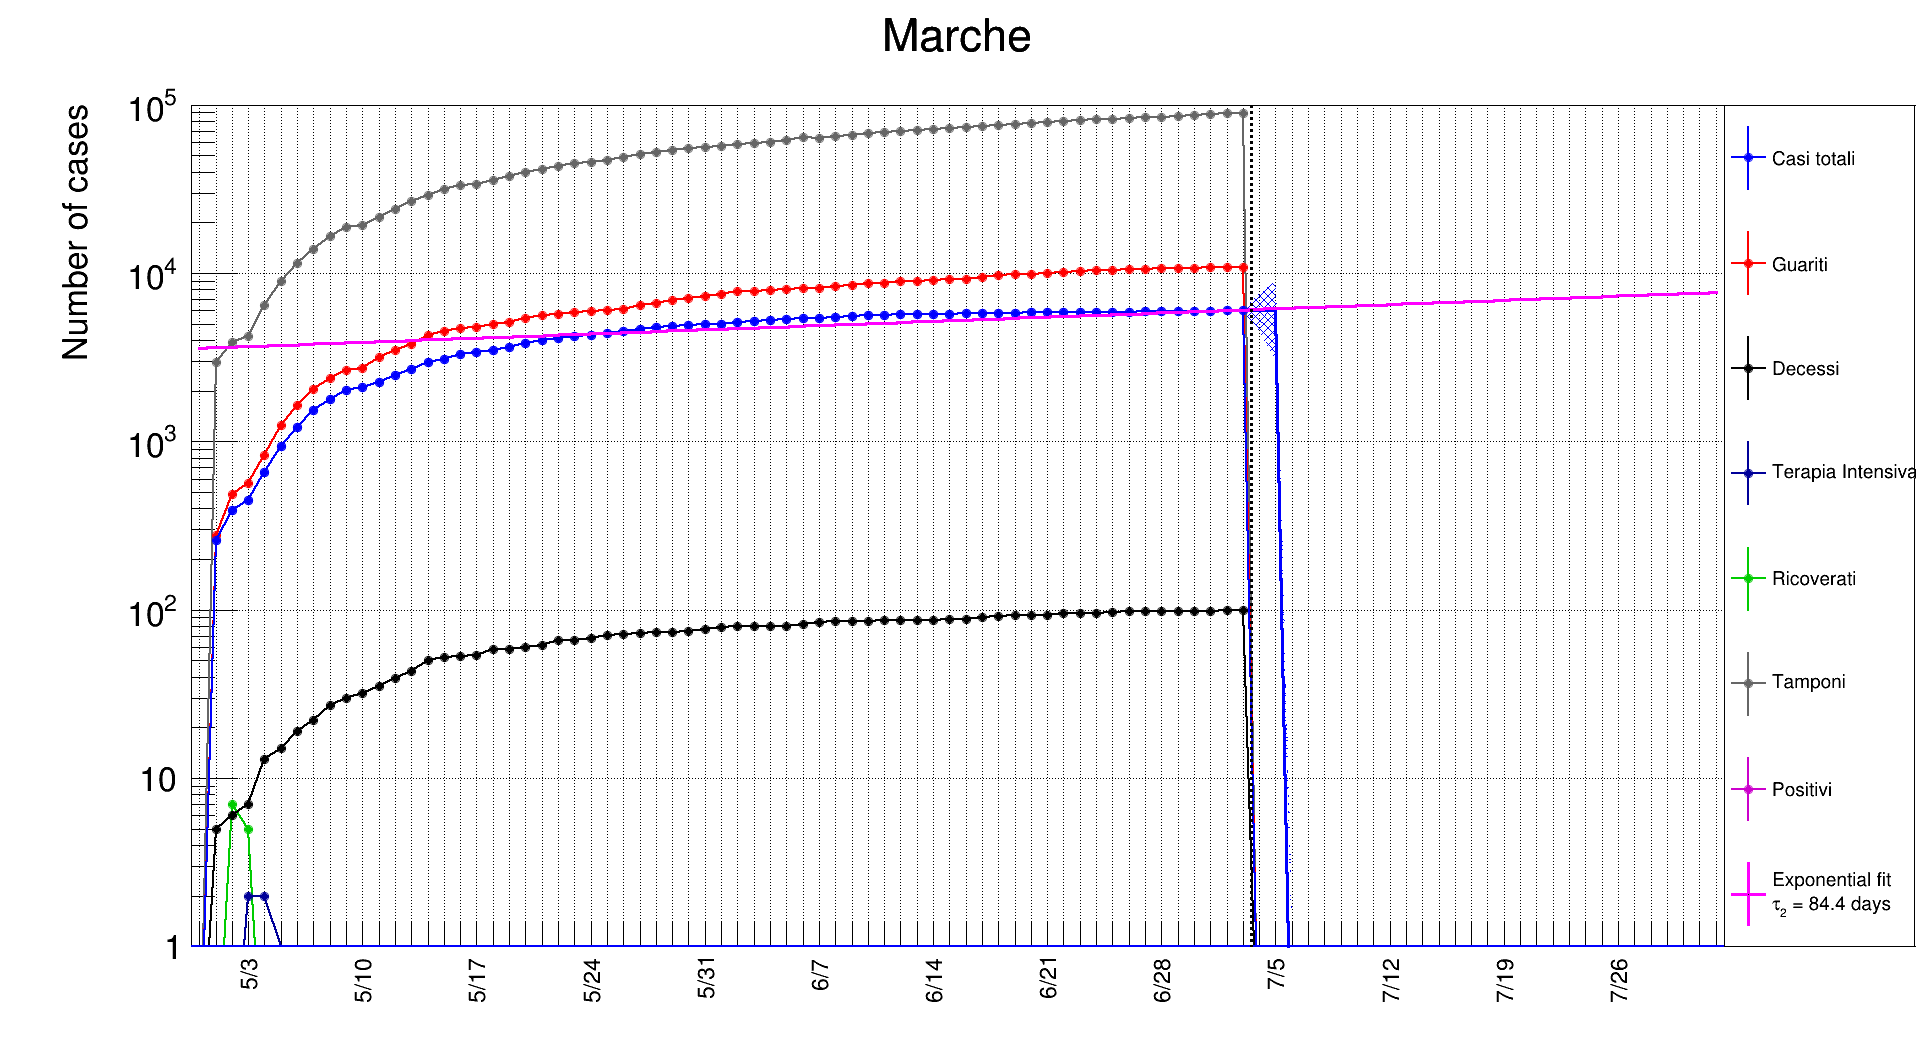 Marche
Number of cases
10^5
10^4
10^3
10^2
10
1
5/3
5/10
5/17
5/24
5/31
6/7
6/14
6/21
6/28
7/5
7/12
7/19
7/26
Casi totali
Guariti
Decessi
Terapia Intensiva
Ricoverati
Tamponi
Positivi
Exponential fit
τ₂ = 84.4 days